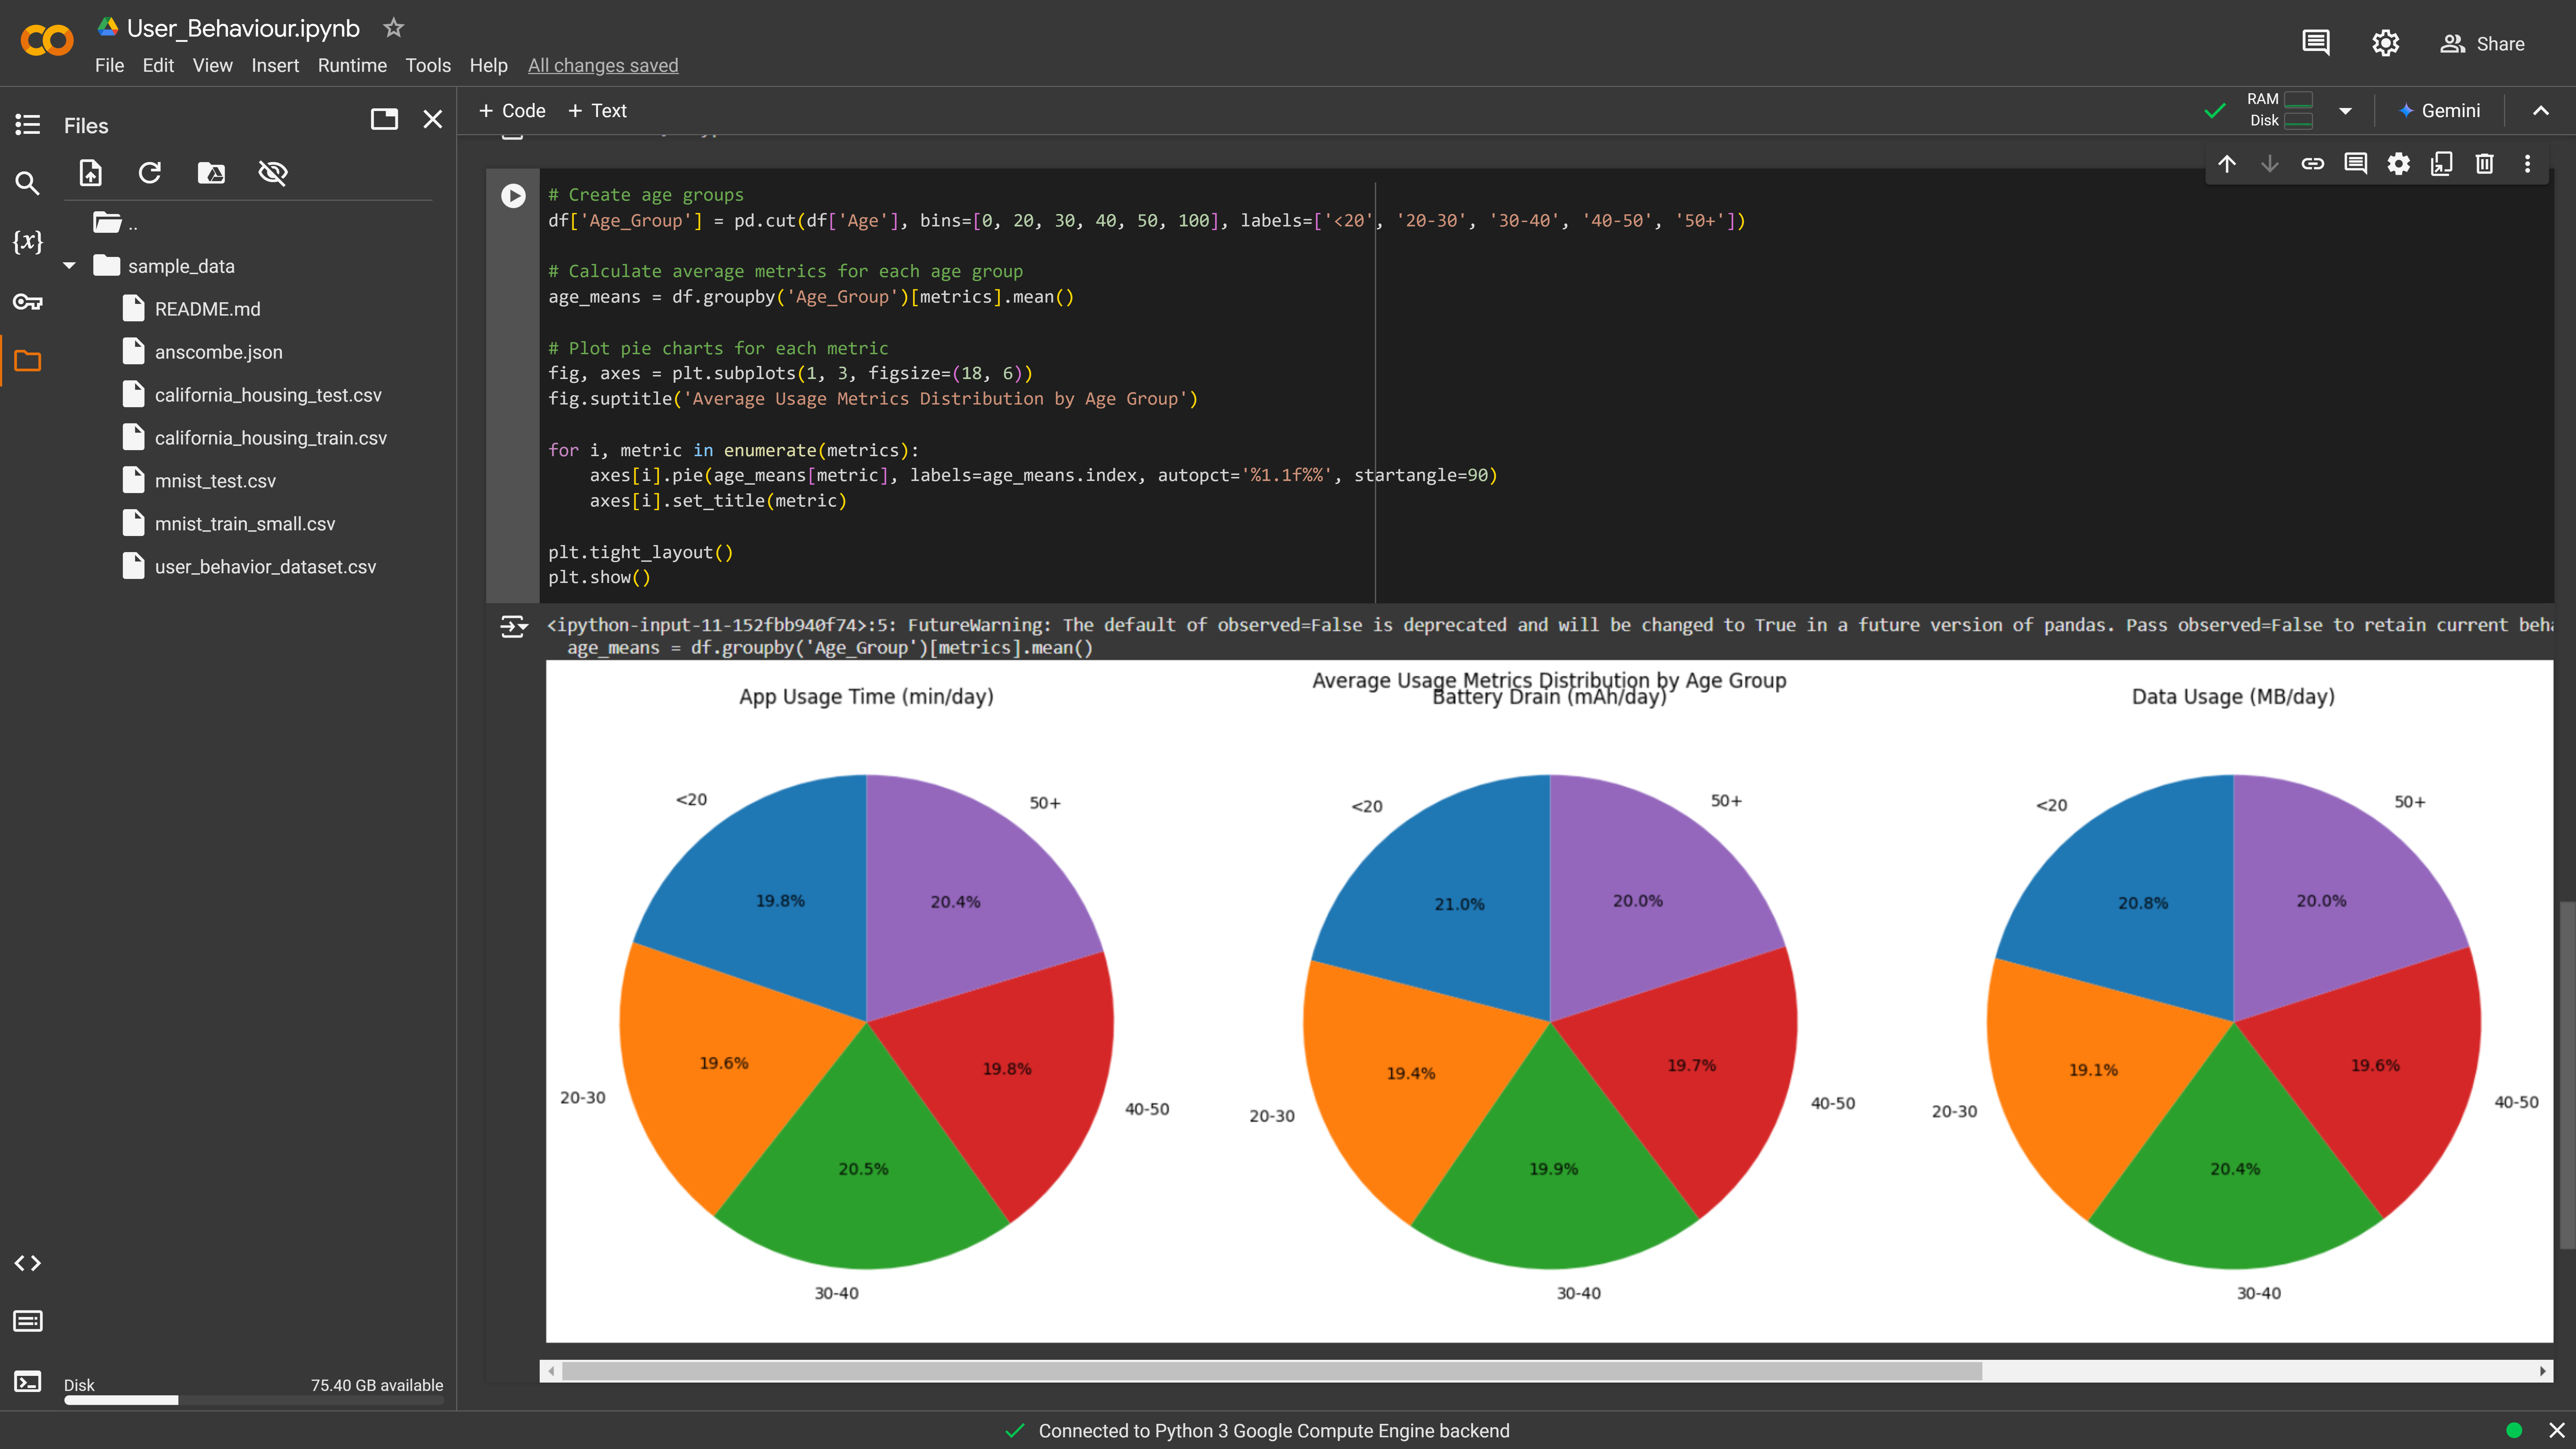 User_Behaviour.ipynb
File Edit View Insert Runtime Tools Help All changes saved
Share
Files
+ Code + Text
RAM
Disk
Gemini
..
sample_data
README.md
anscombe.json
california_housing_test.csv
california_housing_train.csv
mnist_test.csv
mnist_train_small.csv
user_behavior_dataset.csv
{x}
Disk 75.40 GB available
# Create age groups
df['Age_Group'] = pd.cut(df['Age'], bins=[0, 20, 30, 40, 50, 100], labels=['<20', '20-30', '30-40', '40-50', '50+'])
# Calculate average metrics for each age group
age_means = df.groupby('Age_Group')[metrics].mean()
# Plot pie charts for each metric
fig, axes = plt.subplots(1, 3, figsize=(18, 6))
fig.suptitle('Average Usage Metrics Distribution by Age Group')
for i, metric in enumerate(metrics):
    axes[i].pie(age_means[metric], labels=age_means.index, autopct='%1.1f%%', startangle=90)
    axes[i].set_title(metric)
plt.tight_layout()
plt.show()
<ipython-input-11-152fbb940f74>:5: FutureWarning: The default of observed=False is deprecated and will be changed to True in a future version of pandas. Pass observed=False to retain current beha
  age_means = df.groupby('Age_Group')[metrics].mean()
Average Usage Metrics Distribution by Age Group
App Usage Time (min/day)
<20
50+
19.8%
20.4%
19.6%
19.8%
20-30
40-50
20.5%
30-40
Battery Drain (mAh/day)
<20
50+
21.0%
20.0%
19.4%
19.7%
20-30
40-50
19.9%
30-40
Data Usage (MB/day)
<20
50+
20.8%
20.0%
19.1%
19.6%
20-30
40-50
20.4%
30-40
Connected to Python 3 Google Compute Engine backend